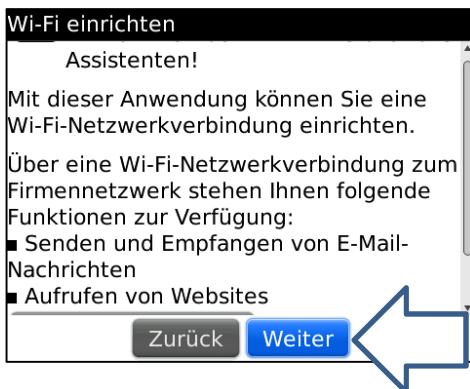 Wi-Fi einrichten
Assistenten!
Mit dieser Anwendung können Sie eine
Wi-Fi-Netzwerkverbindung einrichten.
Über eine Wi-Fi-Netzwerkverbindung zum
Firmennetzwerk stehen Ihnen folgende
Funktionen zur Verfügung:
■ Senden und Empfangen von E-Mail-
Nachrichten
■ Aufrufen von Websites
Zurück Weiter